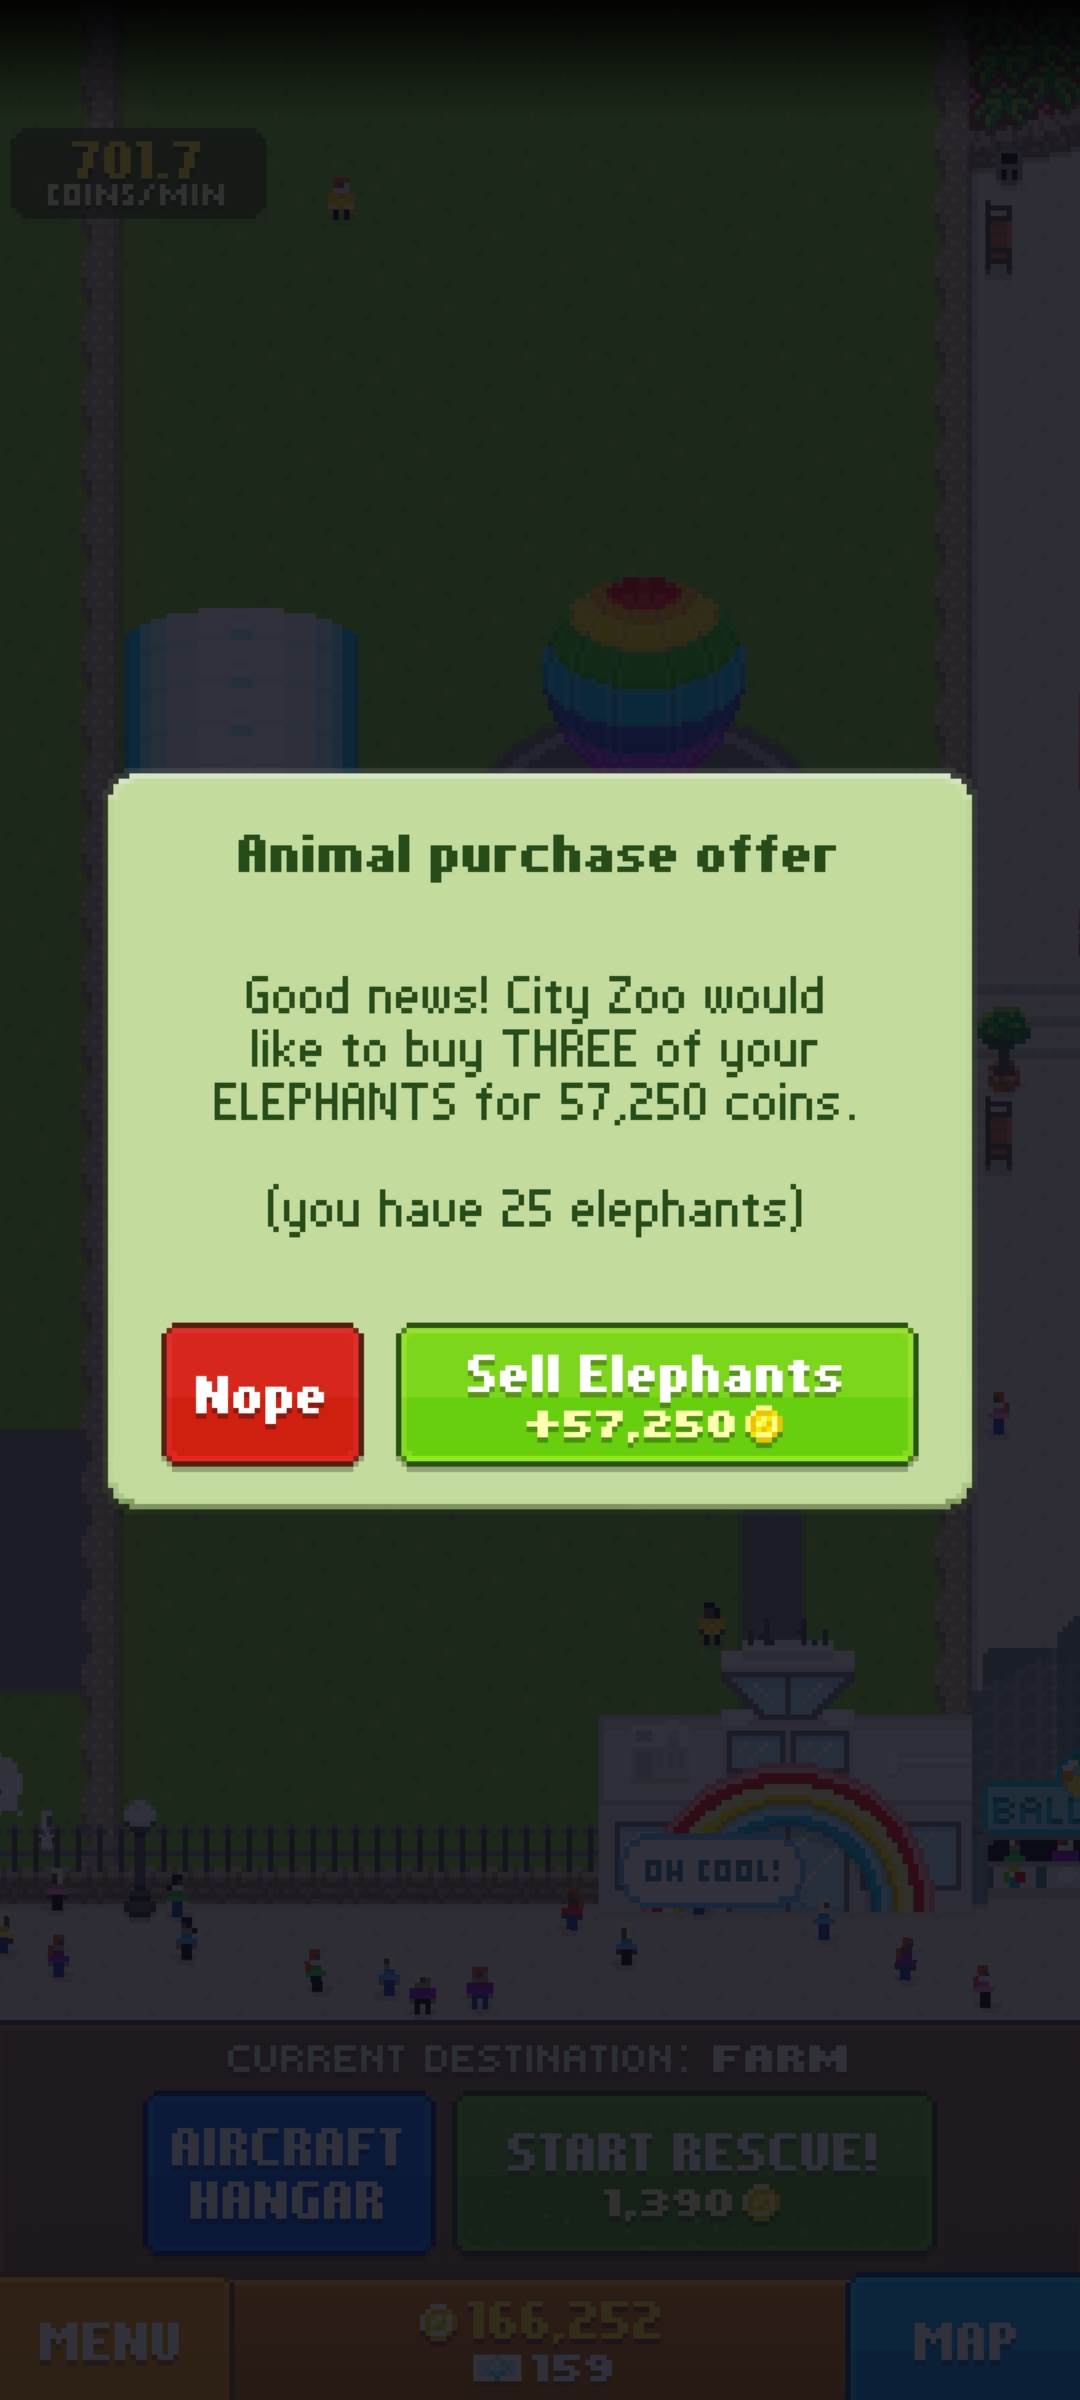 701.7
COINS/MIN
Animal purchase offer
Good news! City Zoo would
like to buy THREE of your
ELEPHANTS for 57,250 coins.
(you have 25 elephants)
Nope
Sell Elephants
+57,250
BALL
OH COOL!
CURRENT DESTINATION: FARM
AIRCRAFT
HANGAR
START RESCUE!
1,390
MENU
166,252
159
MAP